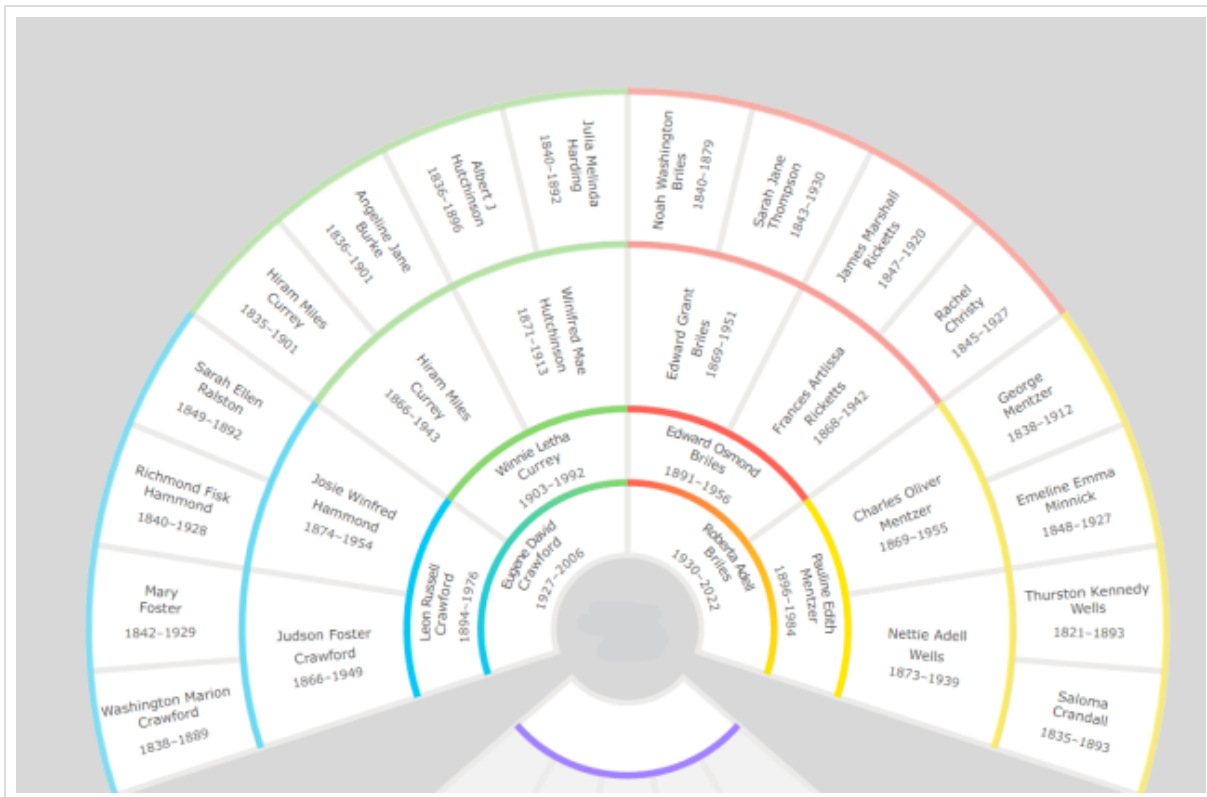 Washington Marion
Crawford
1838–1889
Mary
Foster
1842–1929
Richmond Fisk
Hammond
1840–1928
Sarah Ellen
Ralston
1849–1892
Hiram Miles
Currey
1835–1901
Angeline Jane
Burke
1836–1901
Albert J
Hutchinson
1836–1896
Julia Melinda
Harding
1840–1892
Noah Washington
Briles
1840–1879
Sarah Jane
Thompson
1843–1930
James Marshall
Ricketts
1847–1920
Rachel
Christy
1845–1927
George
Mentzer
1838–1912
Emeline Emma
Minnick
1848–1927
Thurston Kennedy
Wells
1821–1893
Saloma
Crandall
1835–1893
Judson Foster
Crawford
1866–1949
Josie Winfred
Hammond
1874–1954
Hiram Miles
Currey
1866–1943
Winifred Mae
Hutchinson
1871–1913
Edward Grant
Briles
1869–1951
Frances Artlissa
Ricketts
1868–1942
Charles Oliver
Mentzer
1869–1955
Nettie Adell
Wells
1873–1939
Leon Russell
Crawford
1894–1976
Winnie Letha
Currey
1903–1992
Edward Osmond
Briles
1891–1956
Pauline Edith
Mentzer
1896–1984
Eugene David
Crawford
1927–2006
Roberta Adell
Briles
1930–2022